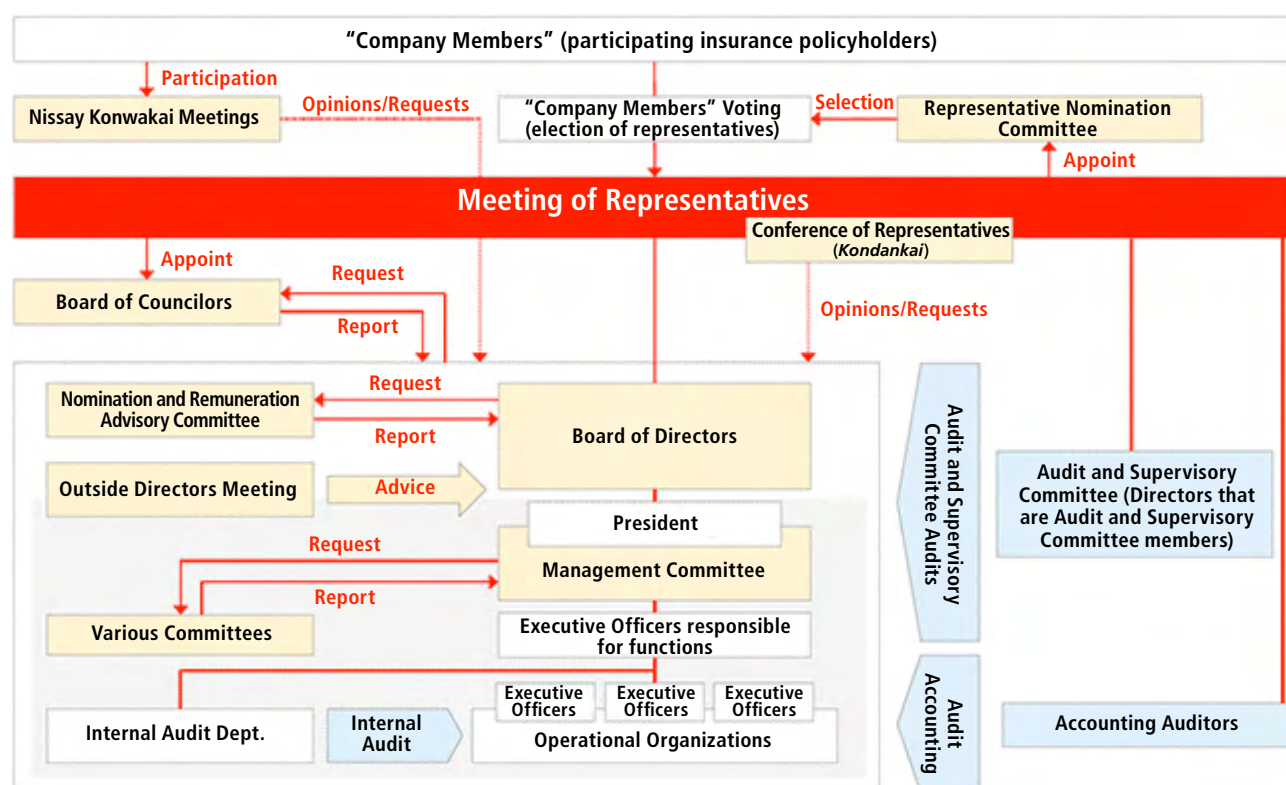 “Company Members” (participating insurance policyholders)
Participation
Opinions/Requests
Nissay Konwakai Meetings
“Company Members” Voting
(election of representatives)
Selection
Representative Nomination
Committee
Appoint
Meeting of Representatives
Conference of Representatives
(Kondankai)
Appoint
Request
Board of Councilors
Report
Opinions/Requests
Nomination and Remuneration
Advisory Committee
Request
Report
Board of Directors
Outside Directors Meeting
Advice
President
Request
Management Committee
Report
Various Committees
Executive Officers responsible
for functions
Executive
Officers
Executive
Officers
Executive
Officers
Internal Audit Dept.
Internal
Audit
Operational Organizations
Audit and Supervisory
Committee Audits
Audit and Supervisory
Committee (Directors that
are Audit and Supervisory
Committee members)
Audit
Accounting
Accounting Auditors